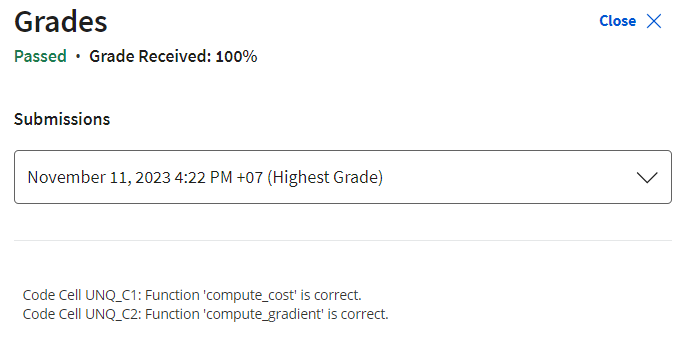 Grades
Close
Passed • Grade Received: 100%
Submissions
November 11, 2023 4:22 PM +07 (Highest Grade)
Code Cell UNQ_C1: Function 'compute_cost' is correct.
Code Cell UNQ_C2: Function 'compute_gradient' is correct.